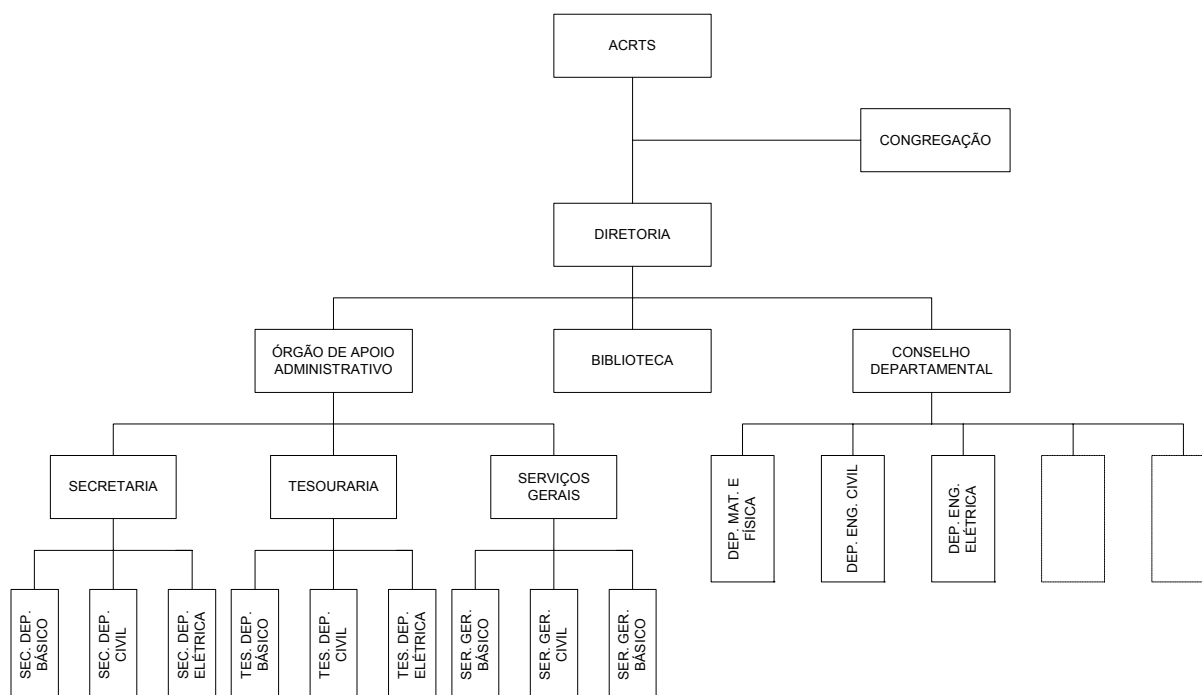 ACRTS
CONGREGAÇÃO
DIRETORIA
ÓRGÃO DE APOIO
ADMINISTRATIVO
BIBLIOTECA
CONSELHO
DEPARTAMENTAL
SECRETARIA
TESOURARIA
SERVIÇOS
GERAIS
DEP. MAT. E
FÍSICA
DEP. ENG. CIVIL
DEP. ENG.
ELÉTRICA
SEC. DEP.
BÁSICO
SEC. DEP.
CIVIL
SEC. DEP.
ELÉTRICA
TES. DEP.
BÁSICO
TES. DEP.
CIVIL
TES. DEP.
ELÉTRICA
SER. GER.
BÁSICO
SER. GER.
CIVIL
SER. GER.
BÁSICO